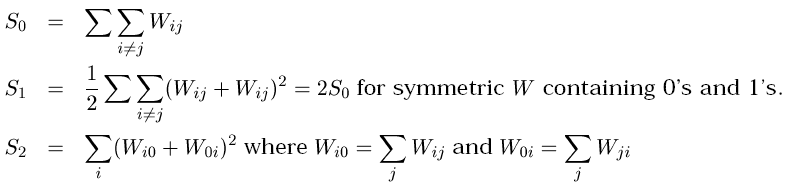 S_0 = ∑∑_{i≠j} W_{ij}
S_1 = \frac{1}{2} ∑∑_{i≠j} (W_{ij} + W_{ij})^2 = 2S_0 for symmetric W containing 0's and 1's.
S_2 = ∑_i (W_{i0} + W_{0i})^2 where W_{i0} = ∑_j W_{ij} and W_{0i} = ∑_j W_{ji}